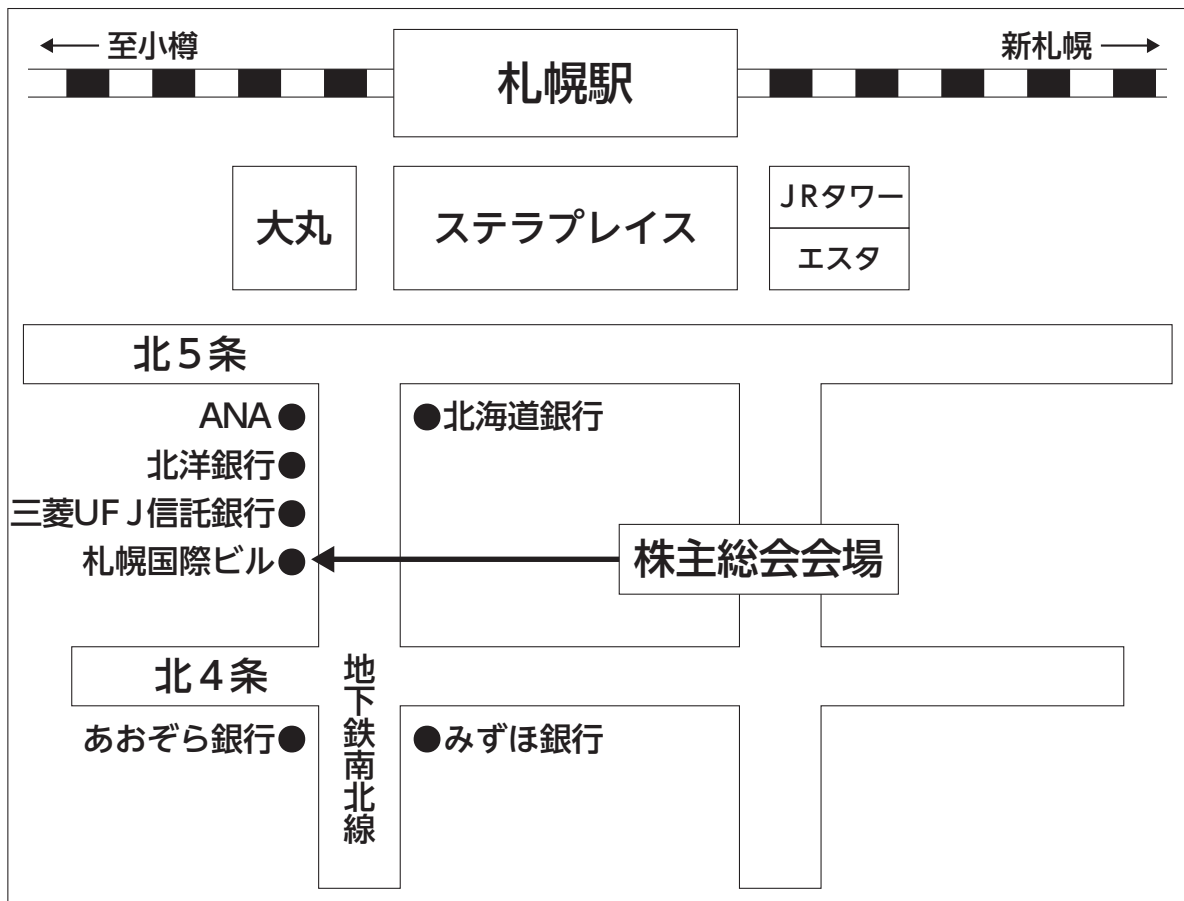 至小樽
新札幌
札幌駅
大丸
ステラプレイス
JRタワー
エスタ
北5条
ANA
北海道銀行
北洋銀行
三菱UFJ信託銀行
札幌国際ビル
株主総会会場
北4条
地下鉄南北線
あおぞら銀行
みずほ銀行